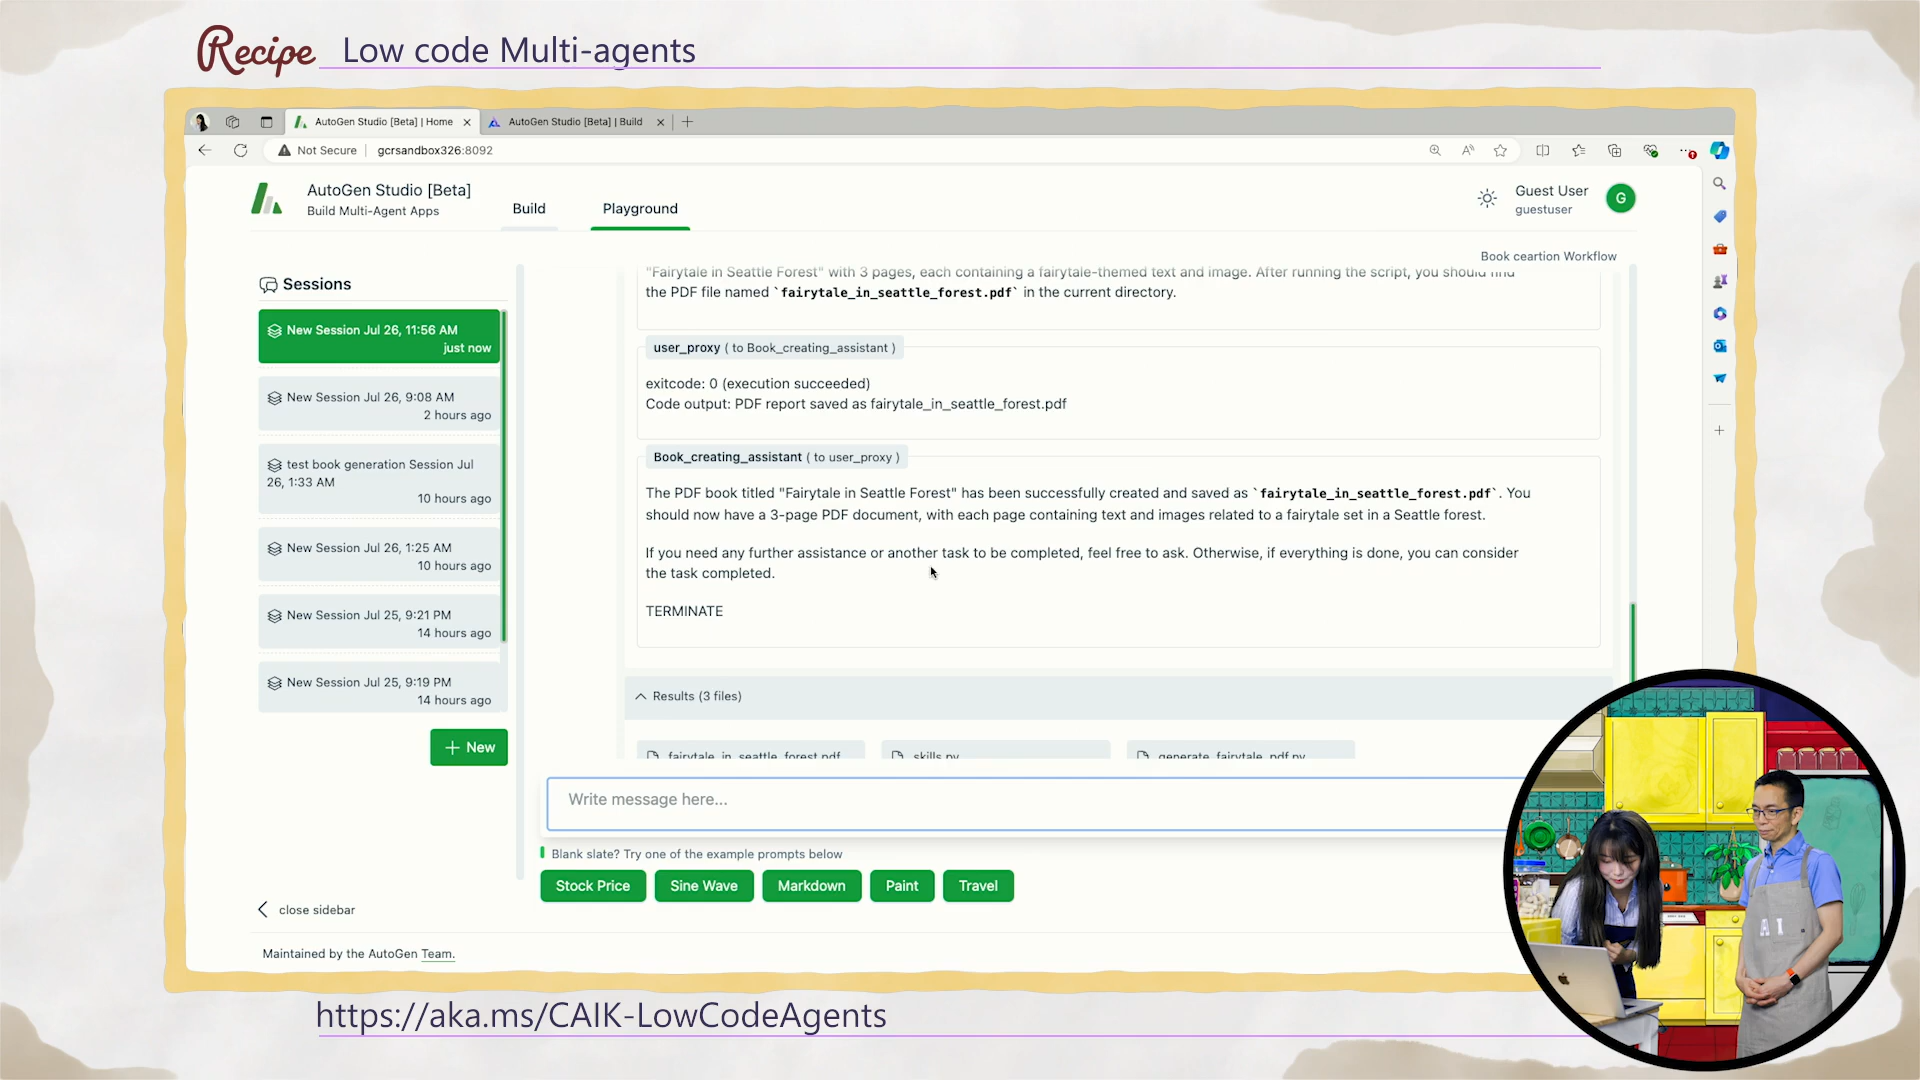 Recipe Low code Multi-agents
AutoGen Studio [Beta] | Home
AutoGen Studio [Beta] | Build
Not Secure
gcrsandbox326:8092
AutoGen Studio [Beta]
Build Multi-Agent Apps
Build
Playground
Guest User
guestuser
G
Book ceartion Workflow
Sessions
New Session Jul 26, 11:56 AM
just now
New Session Jul 26, 9:08 AM
2 hours ago
test book generation Session Jul
26, 1:33 AM
10 hours ago
New Session Jul 26, 1:25 AM
10 hours ago
New Session Jul 25, 9:21 PM
14 hours ago
New Session Jul 25, 9:19 PM
14 hours ago
+ New
close sidebar
Maintained by the AutoGen Team.
"Fairytale in Seattle Forest" with 3 pages, each containing a fairytale-themed text and image. After running the script, you should find
the PDF file named `fairytale_in_seattle_forest.pdf` in the current directory.
user_proxy ( to Book_creating_assistant )
exitcode: 0 (execution succeeded)
Code output: PDF report saved as fairytale_in_seattle_forest.pdf
Book_creating_assistant ( to user_proxy )
The PDF book titled "Fairytale in Seattle Forest" has been successfully created and saved as `fairytale_in_seattle_forest.pdf`. You
should now have a 3-page PDF document, with each page containing text and images related to a fairytale set in a Seattle forest.
If you need any further assistance or another task to be completed, feel free to ask. Otherwise, if everything is done, you can consider
the task completed.
TERMINATE
Results (3 files)
fairytale_in_seattle_forest.pdf
skills.py
generate_fairytale_pdf.py
Write message here...
Blank slate? Try one of the example prompts below
Stock Price
Sine Wave
Markdown
Paint
Travel
AI
https://aka.ms/CAIK-LowCodeAgents